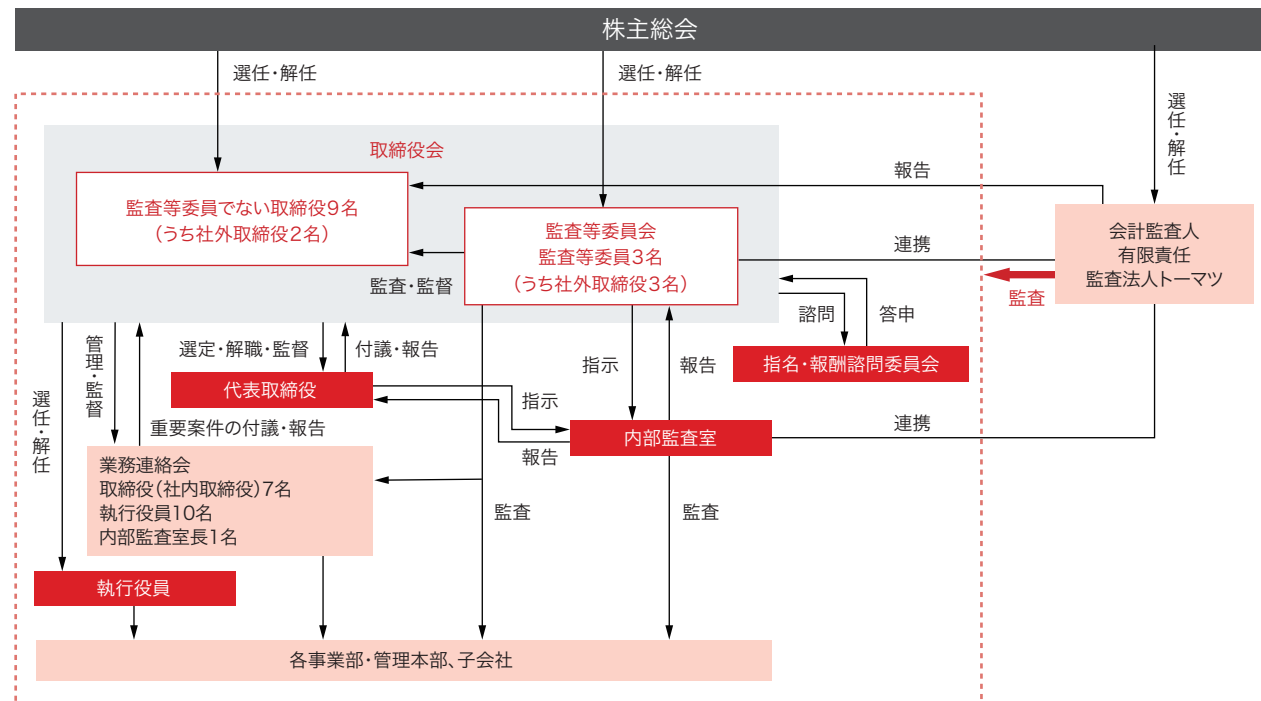 株主総会
選任・解任
選任・解任
選任・解任
取締役会
監査等委員でない取締役9名
（うち社外取締役2名）
監査等委員会
監査等委員3名
（うち社外取締役3名）
監査・監督
報告
連携
会計監査人
有限責任
監査法人トーマツ
監査
諮問
答申
指名・報酬諮問委員会
管理・監督
選定・解職・監督
付議・報告
代表取締役
指示
報告
選任・解任
重要案件の付議・報告
指示
報告
内部監査室
連携
業務連絡会
取締役（社内取締役）7名
執行役員10名
内部監査室長1名
監査
監査
執行役員
各事業部・管理本部、子会社